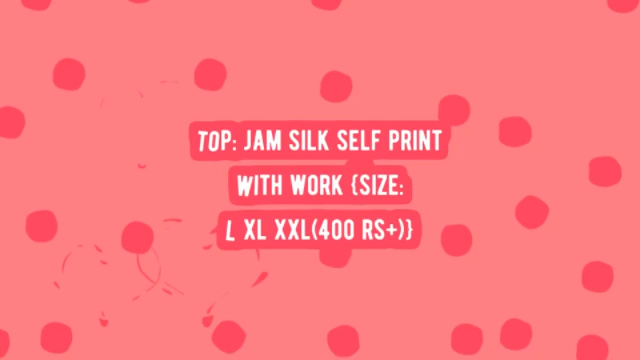 TOP: JAM SILK SELF PRINT
WITH WORK {SIZE:
L XL XXL(400 RS+)}